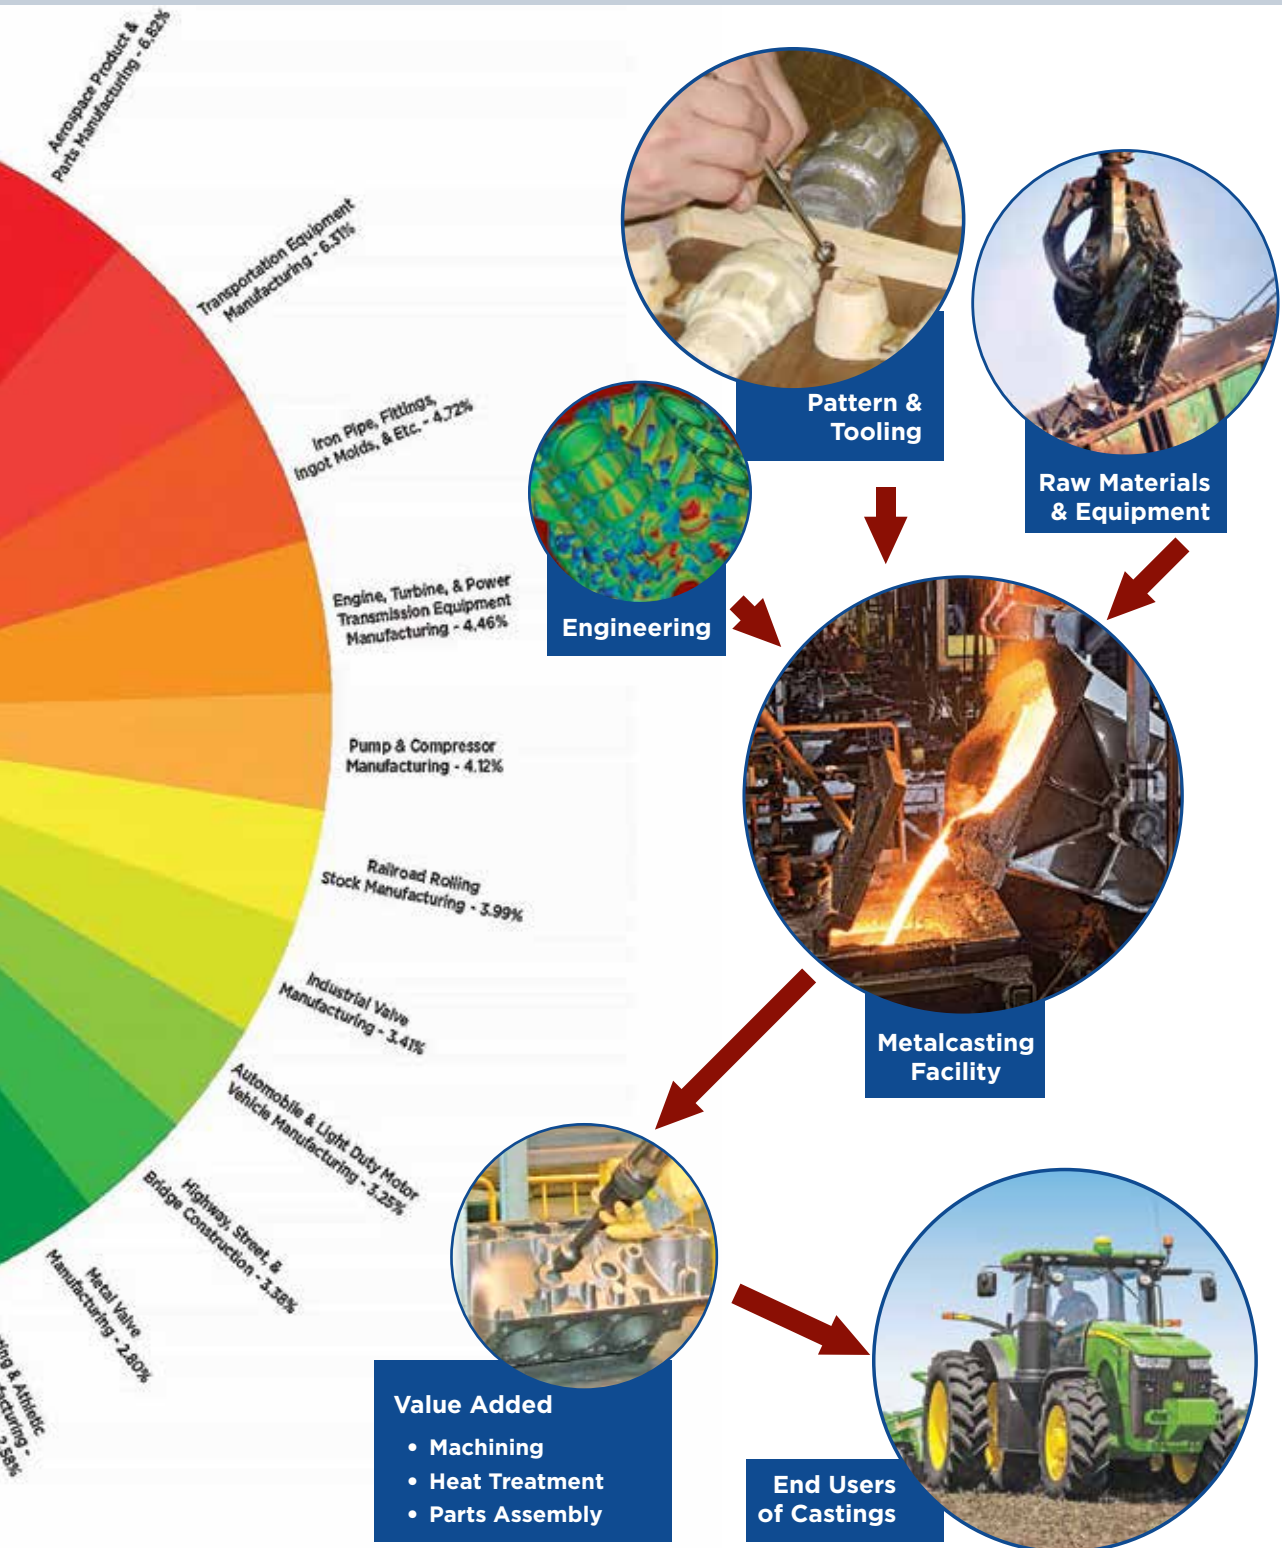 Aerospace Product &
Parts Manufacturing - 6.82%
Transportation Equipment
Manufacturing - 6.31%
Iron Pipe, Fittings,
Ingot Molds, & Etc. - 4.72%
Engine, Turbine, & Power
Transmission Equipment
Manufacturing - 4.46%
Pump & Compressor
Manufacturing - 4.12%
Railroad Rolling
Stock Manufacturing - 3.99%
Industrial Valve
Manufacturing - 3.41%
Automobile & Light Duty Motor
Vehicle Manufacturing - 3.25%
Highway, Street, &
Bridge Construction - 3.38%
Metal Valve
Manufacturing - 2.80%
& Athletic
2.58%
Pattern &
Tooling
Raw Materials
& Equipment
Engineering
Metalcasting
Facility
Value Added
• Machining
• Heat Treatment
• Parts Assembly
End Users
of Castings